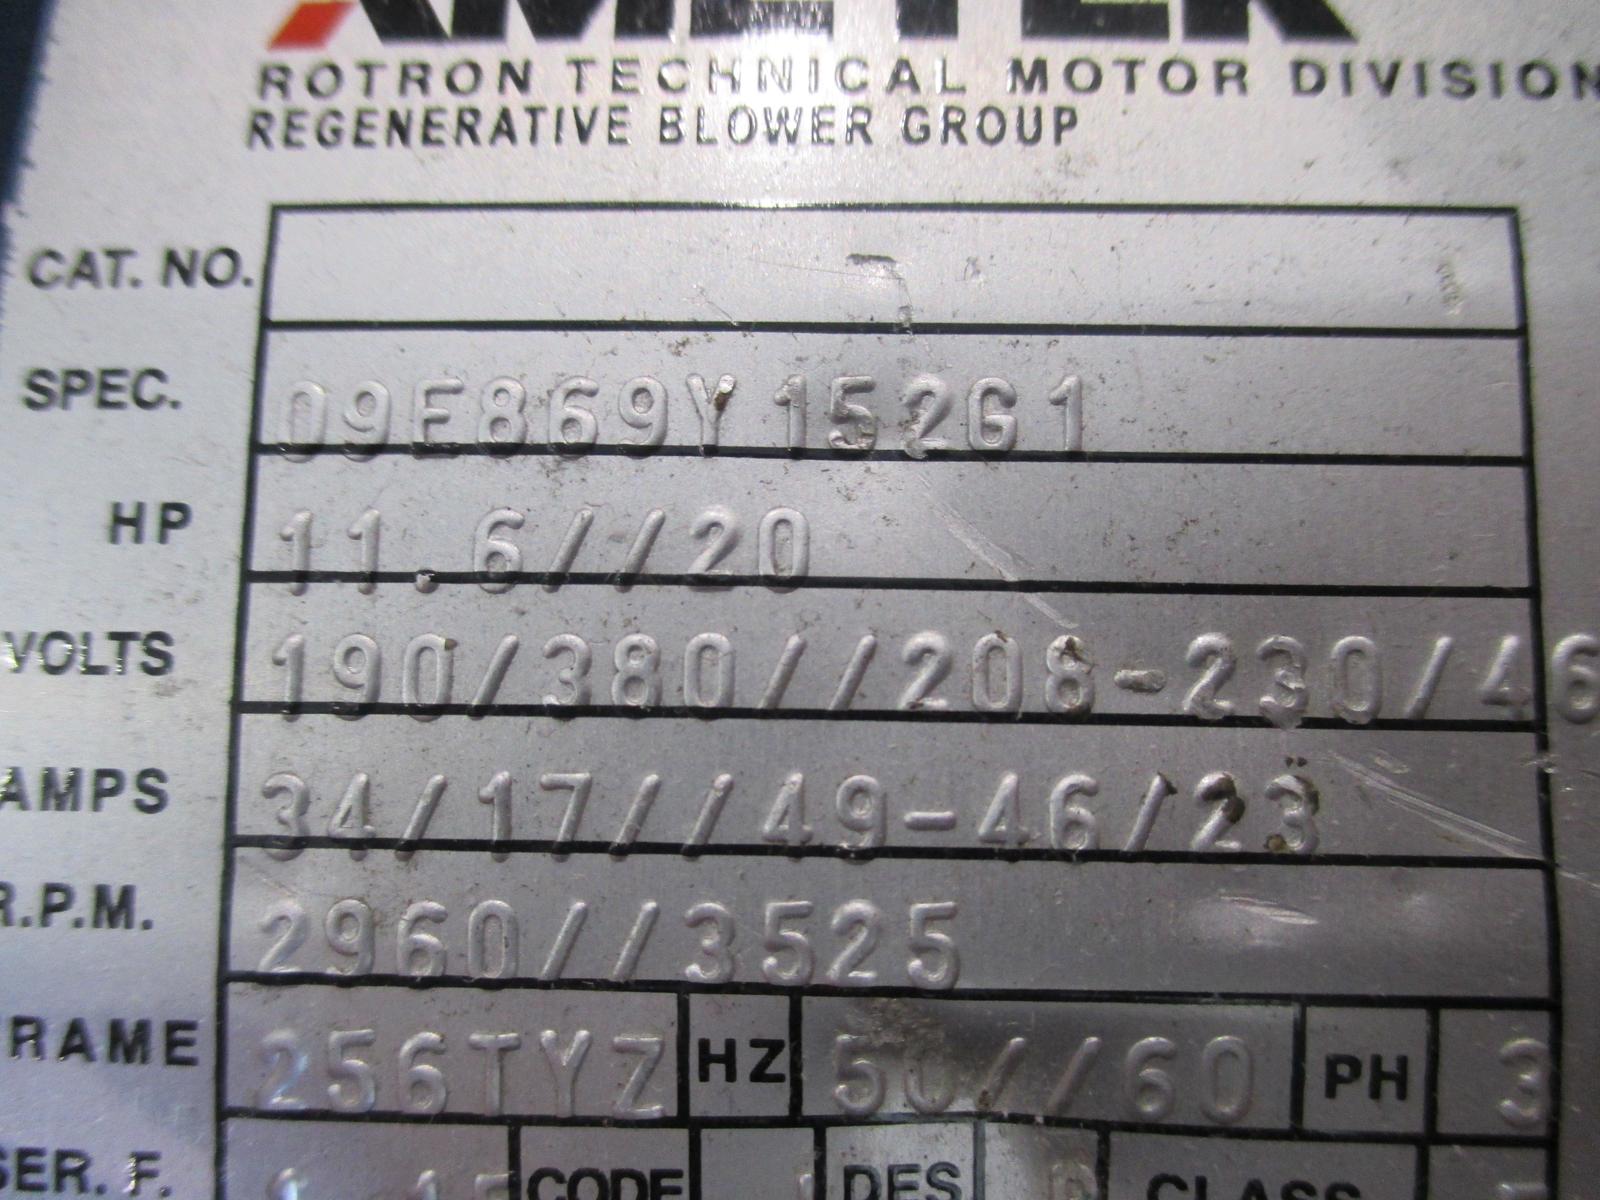 AMETEK
ROTRON TECHNICAL MOTOR DIVISION
REGENERATIVE BLOWER GROUP
CAT. NO.
SPEC. 09E869Y152G1
HP 11.6//20
VOLTS 190/380//208-230/46
AMPS 34/17//49-46/23
R.P.M. 2960//3525
FRAME 256TYZ HZ 50//60 PH 3
SER. F. CODE DES CLASS